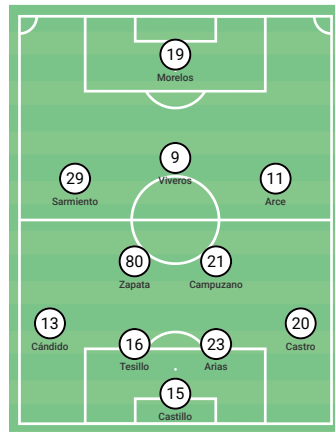 19
Morelos
9
Viveros
29
Sarmiento
11
Arce
80
Zapata
21
Campuzano
13
Cándido
20
Castro
16
Tesillo
23
Arias
15
Castillo